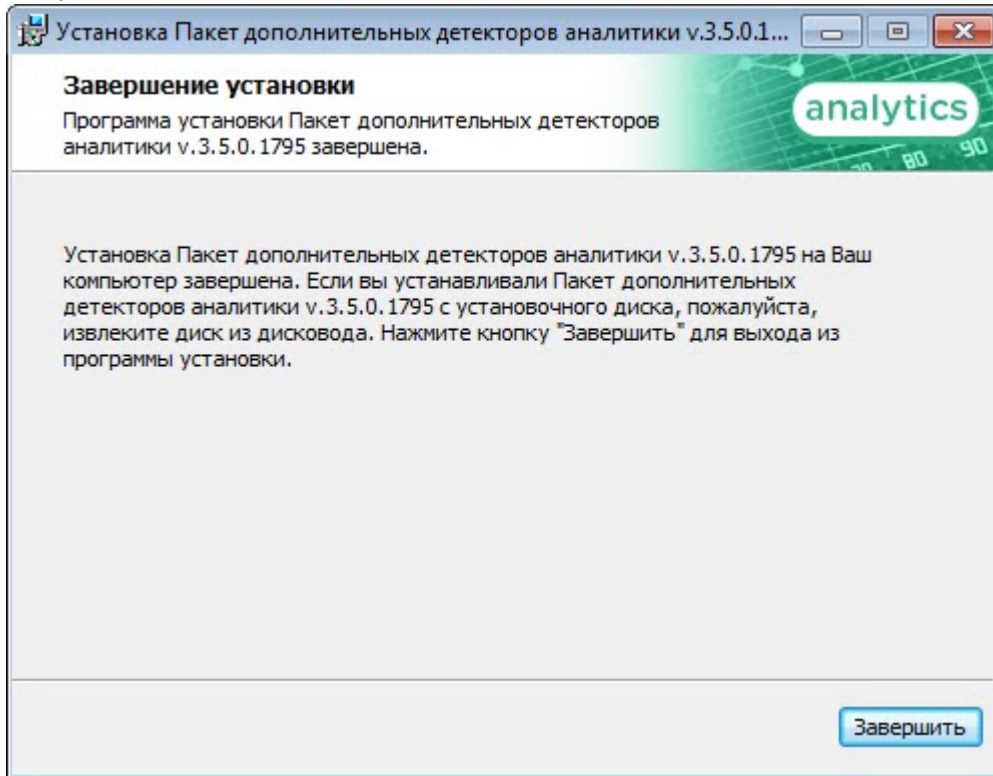 Установка Пакет дополнительных детекторов аналитики v.3.5.0.1...
Завершение установки
Программа установки Пакет дополнительных детекторов
аналитики v.3.5.0.1795 завершена.
analytics
80
90
Установка Пакет дополнительных детекторов аналитики v.3.5.0.1795 на Ваш
компьютер завершена. Если вы устанавливали Пакет дополнительных
детекторов аналитики v.3.5.0.1795 с установочного диска, пожалуйста,
извлеките диск из дисковода. Нажмите кнопку "Завершить" для выхода из
программы установки.
Завершить